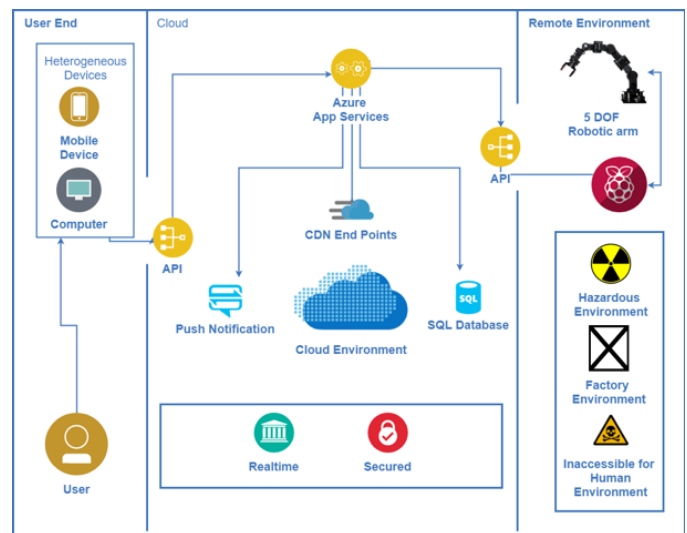 User End
Cloud
Remote Environment
Heterogeneous
Devices
Mobile
Device
Computer
API
User
Azure
App Services
CDN End Points
Push Notification
SQL
SQL Database
Cloud Environment
Realtime
Secured
API
5 DOF
Robotic arm
Hazardous
Environment
Factory
Environment
Inaccessible for
Human
Environment